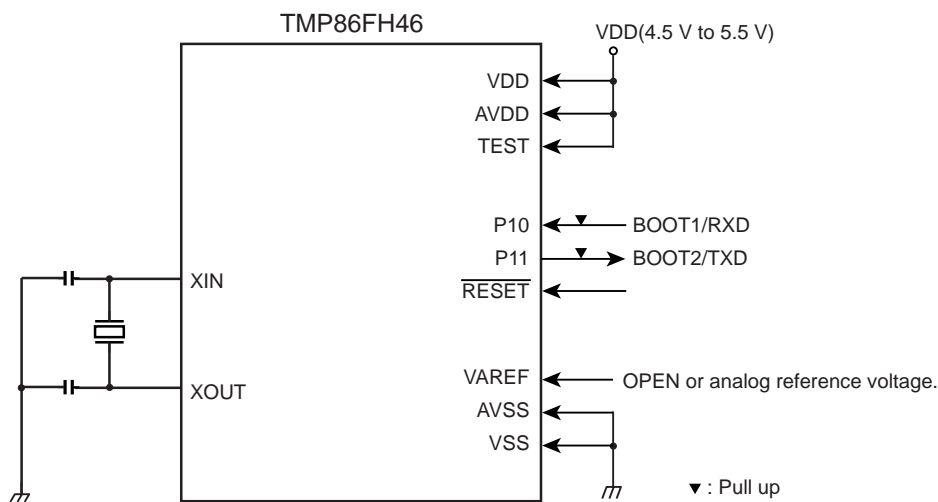 TMP86FH46
VDD(4.5 V to 5.5 V)
VDD
AVDD
TEST
P10
BOOT1/RXD
P11
BOOT2/TXD
RESET
XIN
XOUT
VAREF
OPEN or analog reference voltage.
AVSS
VSS
▼ : Pull up